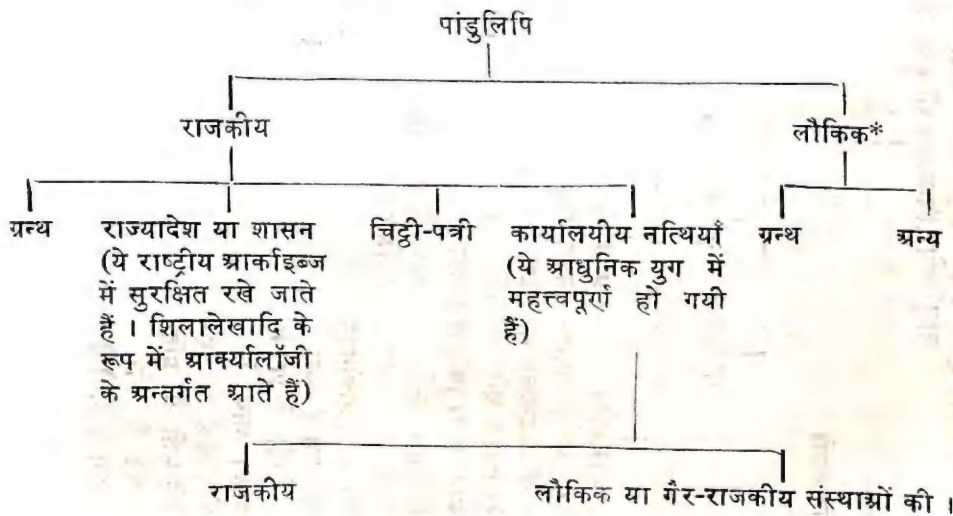 पांडुलिपि
राजकीय
लौकिक*
ग्रन्थ राज्यादेश या शासन चिट्ठी-पत्री कार्यालयीय नत्थियाँ ग्रन्थ अन्य
(ये राष्ट्रीय आर्काइब्ज (ये आधुनिक युग में
में सुरक्षित रखे जाते महत्त्वपूर्ण हो गयी
हैं । शिलालेखादि के हैं)
रूप में आर्क्यालॉजी
के अन्तर्गत आते हैं)
राजकीय लौकिक या गैर-राजकीय संस्थाओं की ।